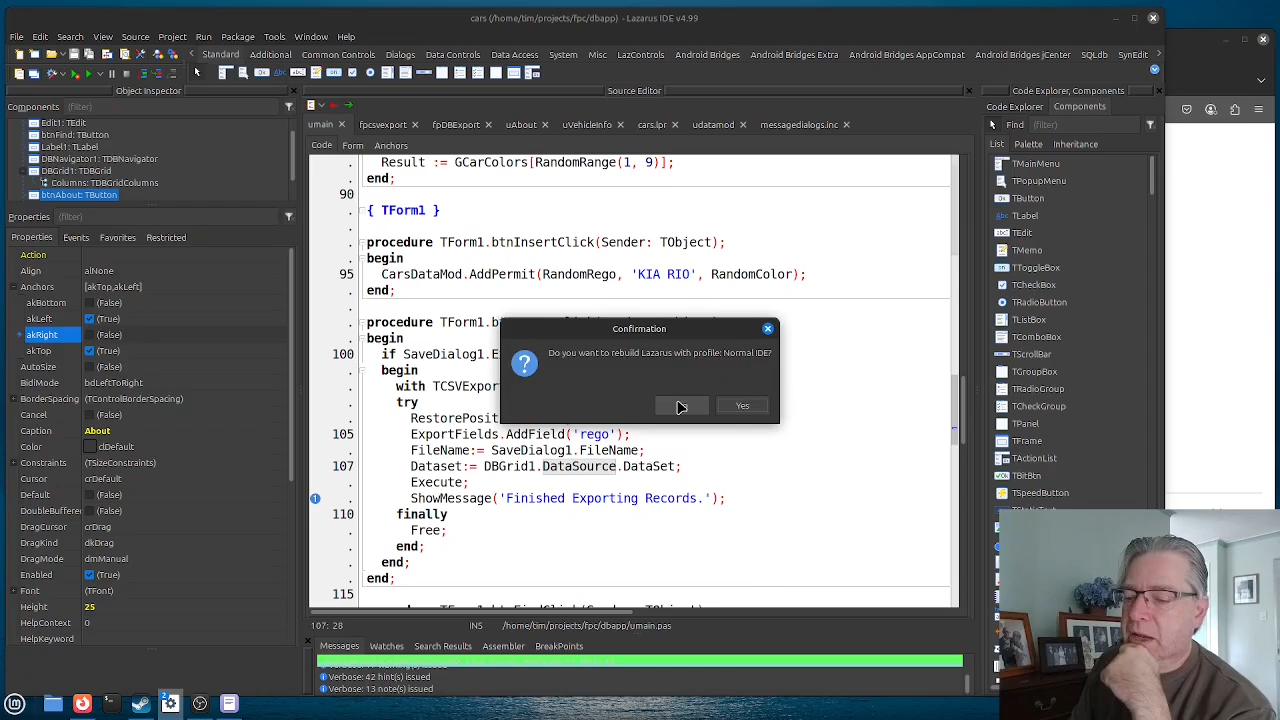 cars (/home/tim/projects/fpc/dbapp) - Lazarus IDE v4.99
File Edit Search View Source Project Run Package Tools Window Help
Standard Additional Common Controls Dialogs Data Controls Data Access System Misc LazControls Android Bridges Android Bridges Extra Android Bridges AppCompat Android Bridges JCenter SQLdb SynEdit
Object Inspector
Components (filter)
Edit1: TEdit
btnFind: TButton
Label1: TLabel
DBNavigator1: TDBNavigator
DBGrid1: TDBGrid
Columns: TDBGridColumns
btnAbout: TButton
Properties (filter)
Properties Events Favorites Restricted
Action
Align alNone
Anchors [akTop,akLeft]
akBottom (False)
akLeft (True)
akRight (False)
akTop (True)
AutoSize (False)
BidiMode bdLeftToRight
BorderSpacing (TControlBorderSpacing)
Cancel (False)
Caption About
Color clDefault
Constraints (TSizeConstraints)
Cursor crDefault
Default (False)
DoubleBuffer (False)
DragCursor crDrag
DragKind dkDrag
DragMode dmManual
Enabled (True)
Font (TFont)
Height 25
HelpContext 0
HelpKeyword
Source Editor
umain fpcsvexport fpDBExport uAbout uVehicleInfo cars.lpr udatamod messagedialogs.inc
Code Form Anchors
Result := GCarColors[RandomRange(1, 9)];
end;
90
{ TForm1 }
procedure TForm1.btnInsertClick(Sender: TObject);
begin
95 CarsDataMod.AddPermit(RandomRego, 'KIA RIO', RandomColor);
end;
procedure TForm1.
begin
100 if SaveDialog1.E
begin
with TCSVExpor
try
RestorePosit
105 ExportFields.AddField('rego');
FileName:= SaveDialog1.FileName;
107 Dataset:= DBGrid1.DataSource.DataSet;
Execute;
ShowMessage('Finished Exporting Records.');
110 finally
Free;
end;
end;
end;
115
107: 28 INS /home/tim/projects/fpc/dbapp/umain.pas
Confirmation
Do you want to rebuild Lazarus with profile: Normal IDE?
Yes
Messages Watches Search Results Assembler BreakPoints
Verbose: 42 hint(s) issued
Verbose: 13 note(s) issued
Code Explorer, Components
Code Explorer Components
Find (filter)
List Palette Inheritance
TMainMenu
TPopupMenu
TButton
TLabel
TEdit
TMemo
TToggleBox
TCheckBox
TRadioButton
TListBox
TComboBox
TScrollBar
TGroupBox
TRadioGroup
TCheckGroup
TPanel
TFrame
TActionList
TBitBtn
TSpeedButton
2